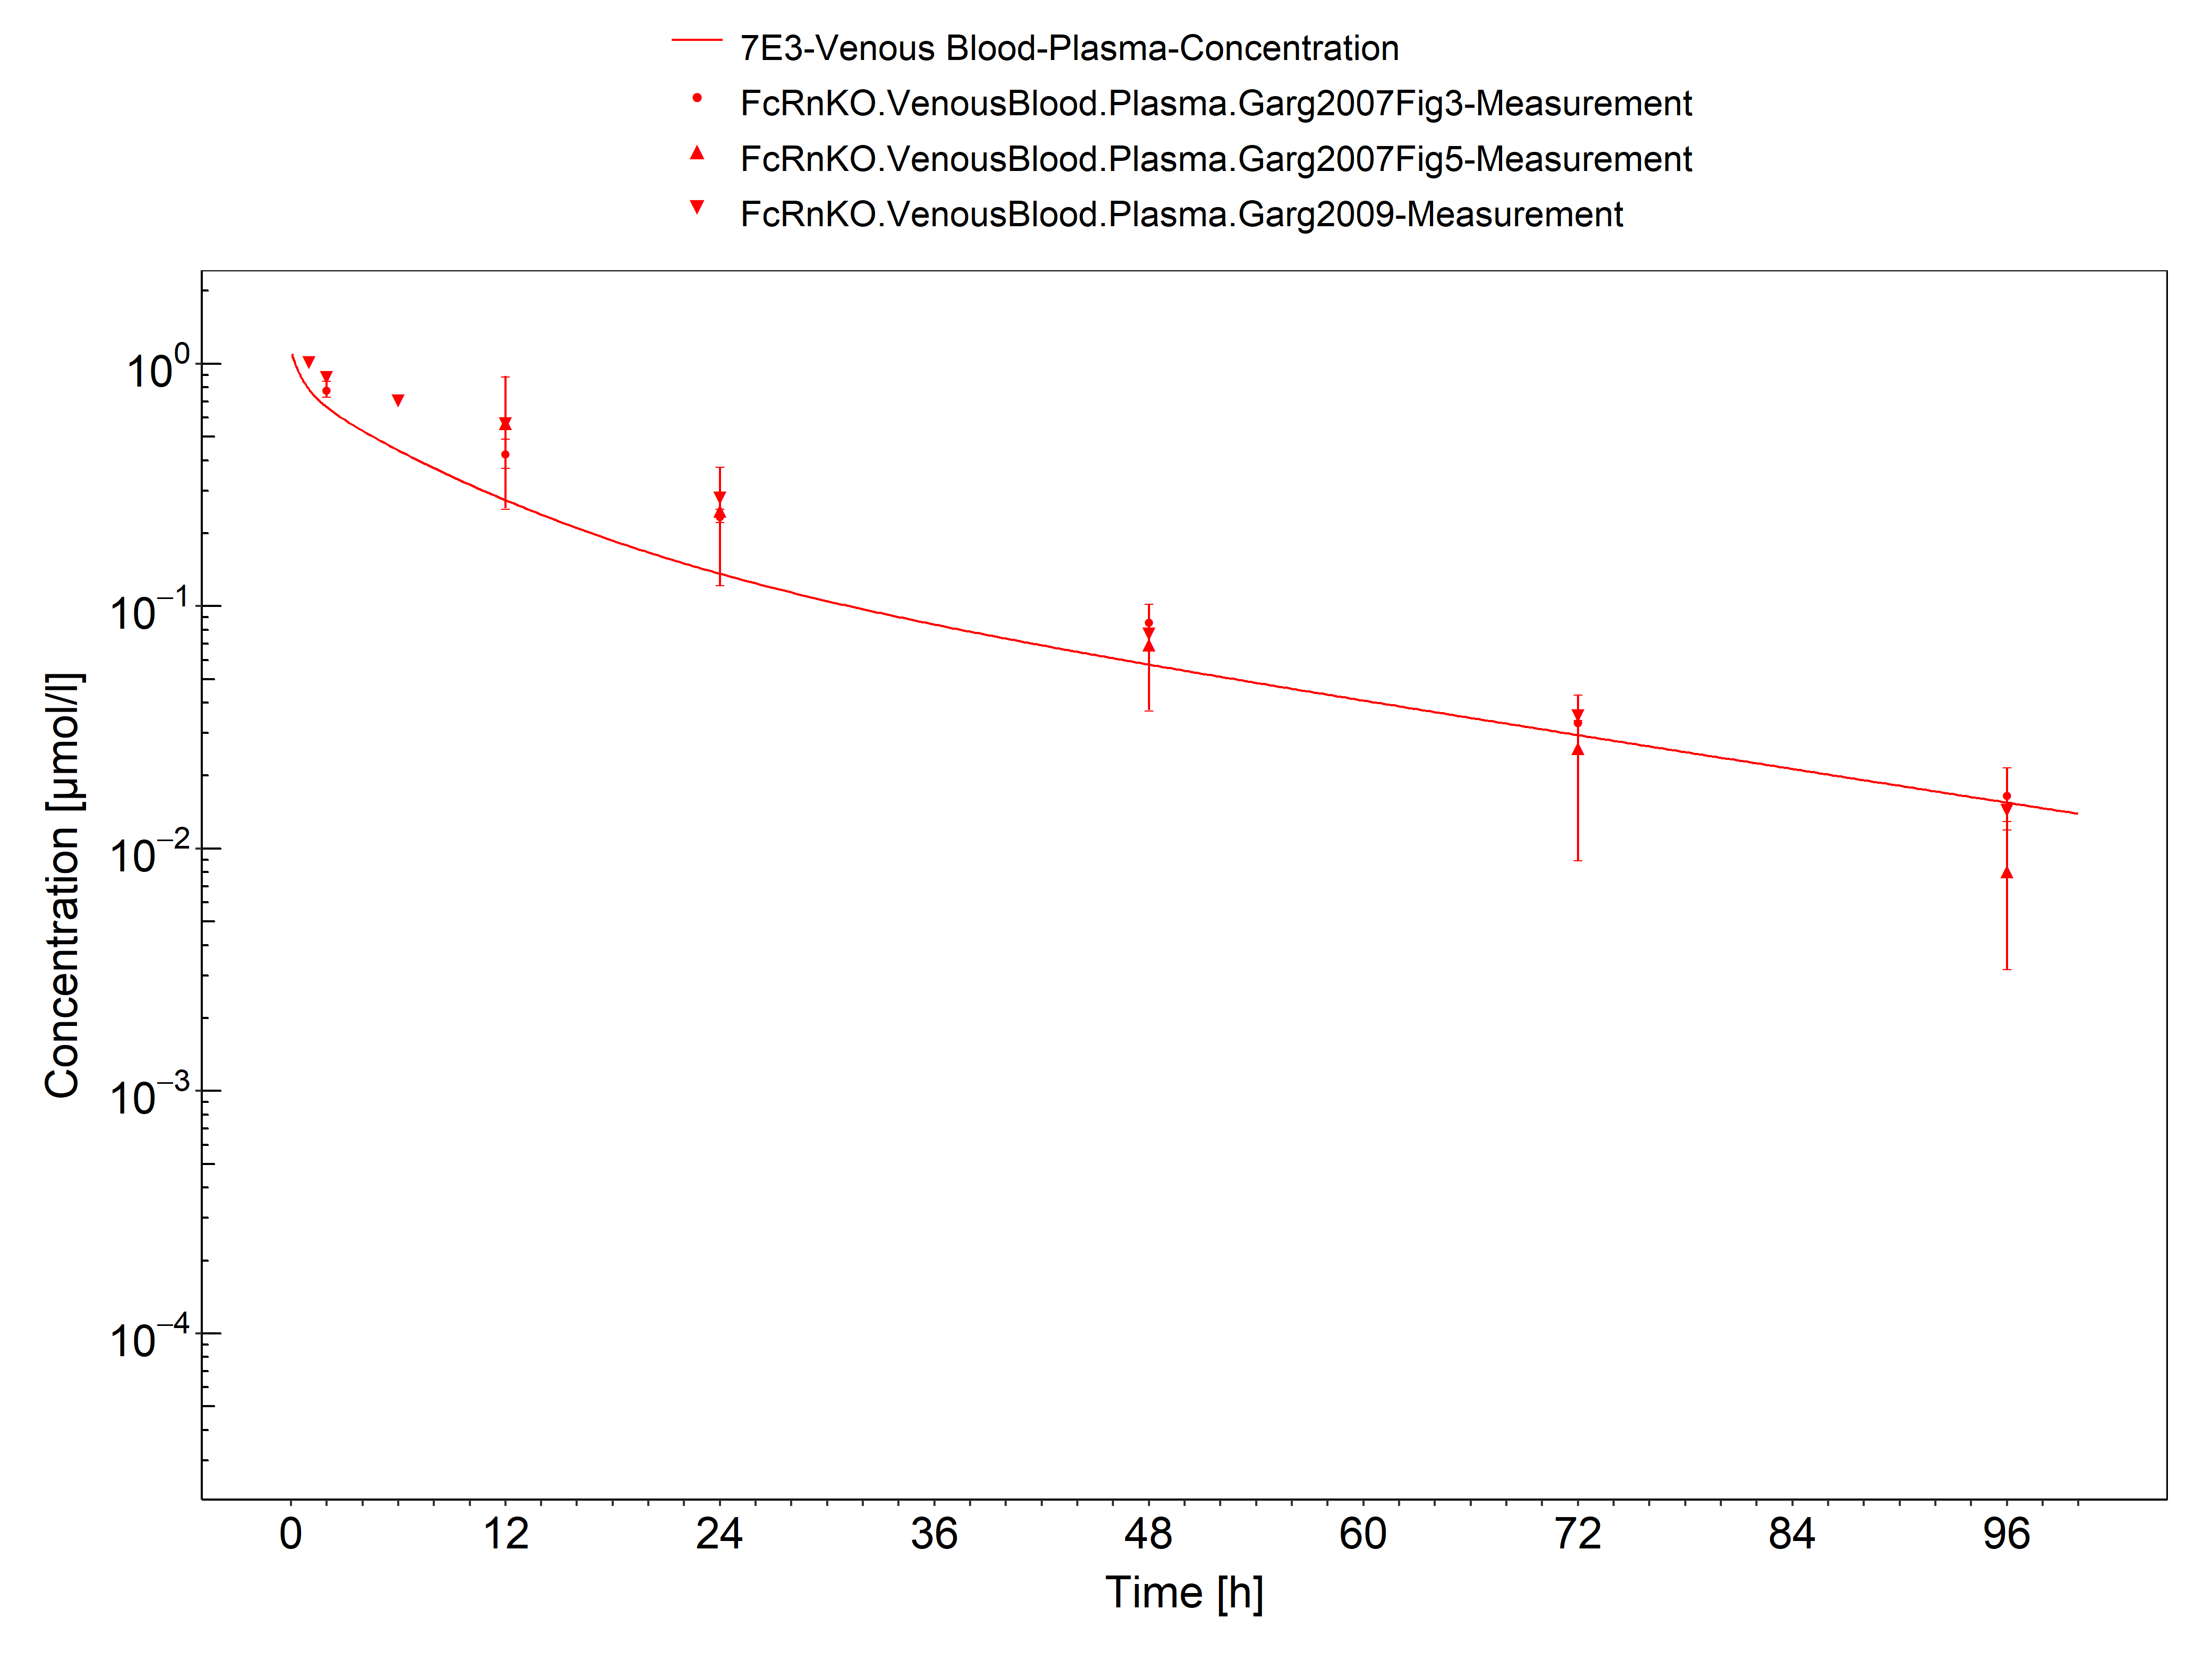 7E3-Venous Blood-Plasma-Concentration
FcRnKO.VenousBlood.Plasma.Garg2007Fig3-Measurement
FcRnKO.VenousBlood.Plasma.Garg2007Fig5-Measurement
FcRnKO.VenousBlood.Plasma.Garg2009-Measurement
10⁰
10⁻¹
10⁻²
10⁻³
10⁻⁴
Concentration [µmol/l]
0 12 24 36 48 60 72 84 96
Time [h]